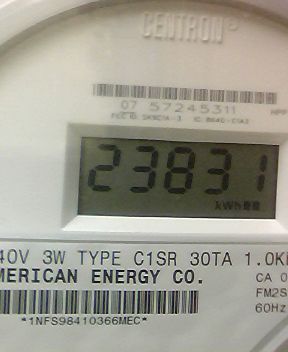 CENTRON®
07 57245311
23831
kWh
40V 3W TYPE C1SR 30TA 1.0K
MERICAN ENERGY CO.
CA 0
FM2S
*1NFS98410366MEC*
60Hz